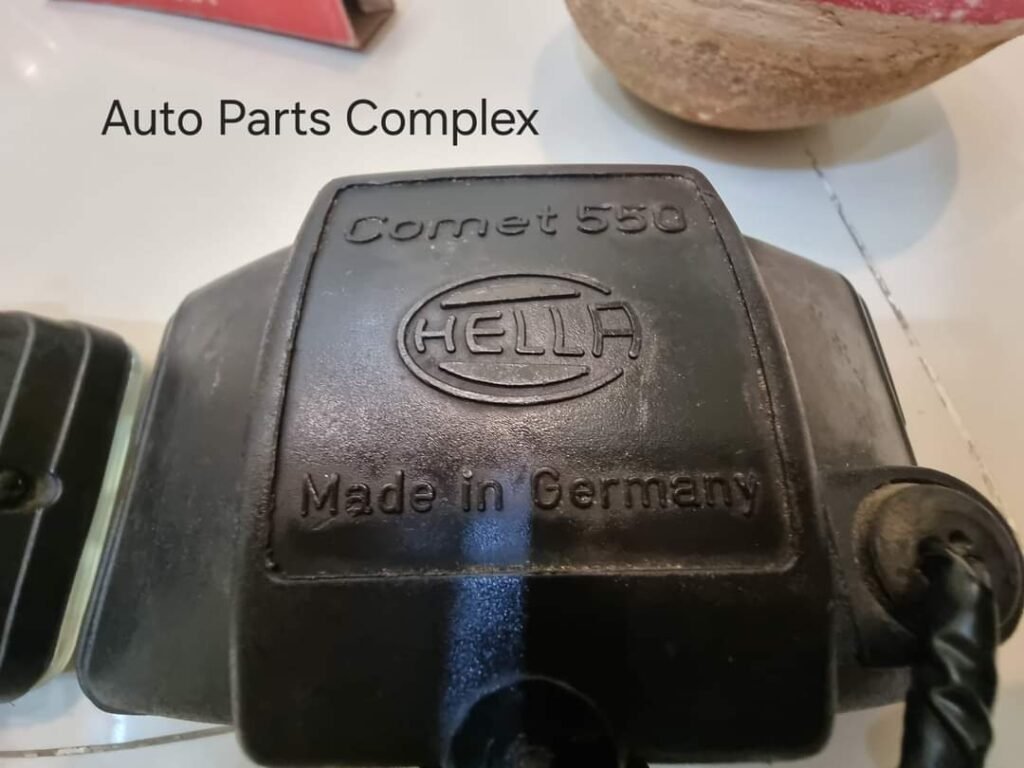 Auto Parts Complex
Comet 550
HELLA
Made in Germany